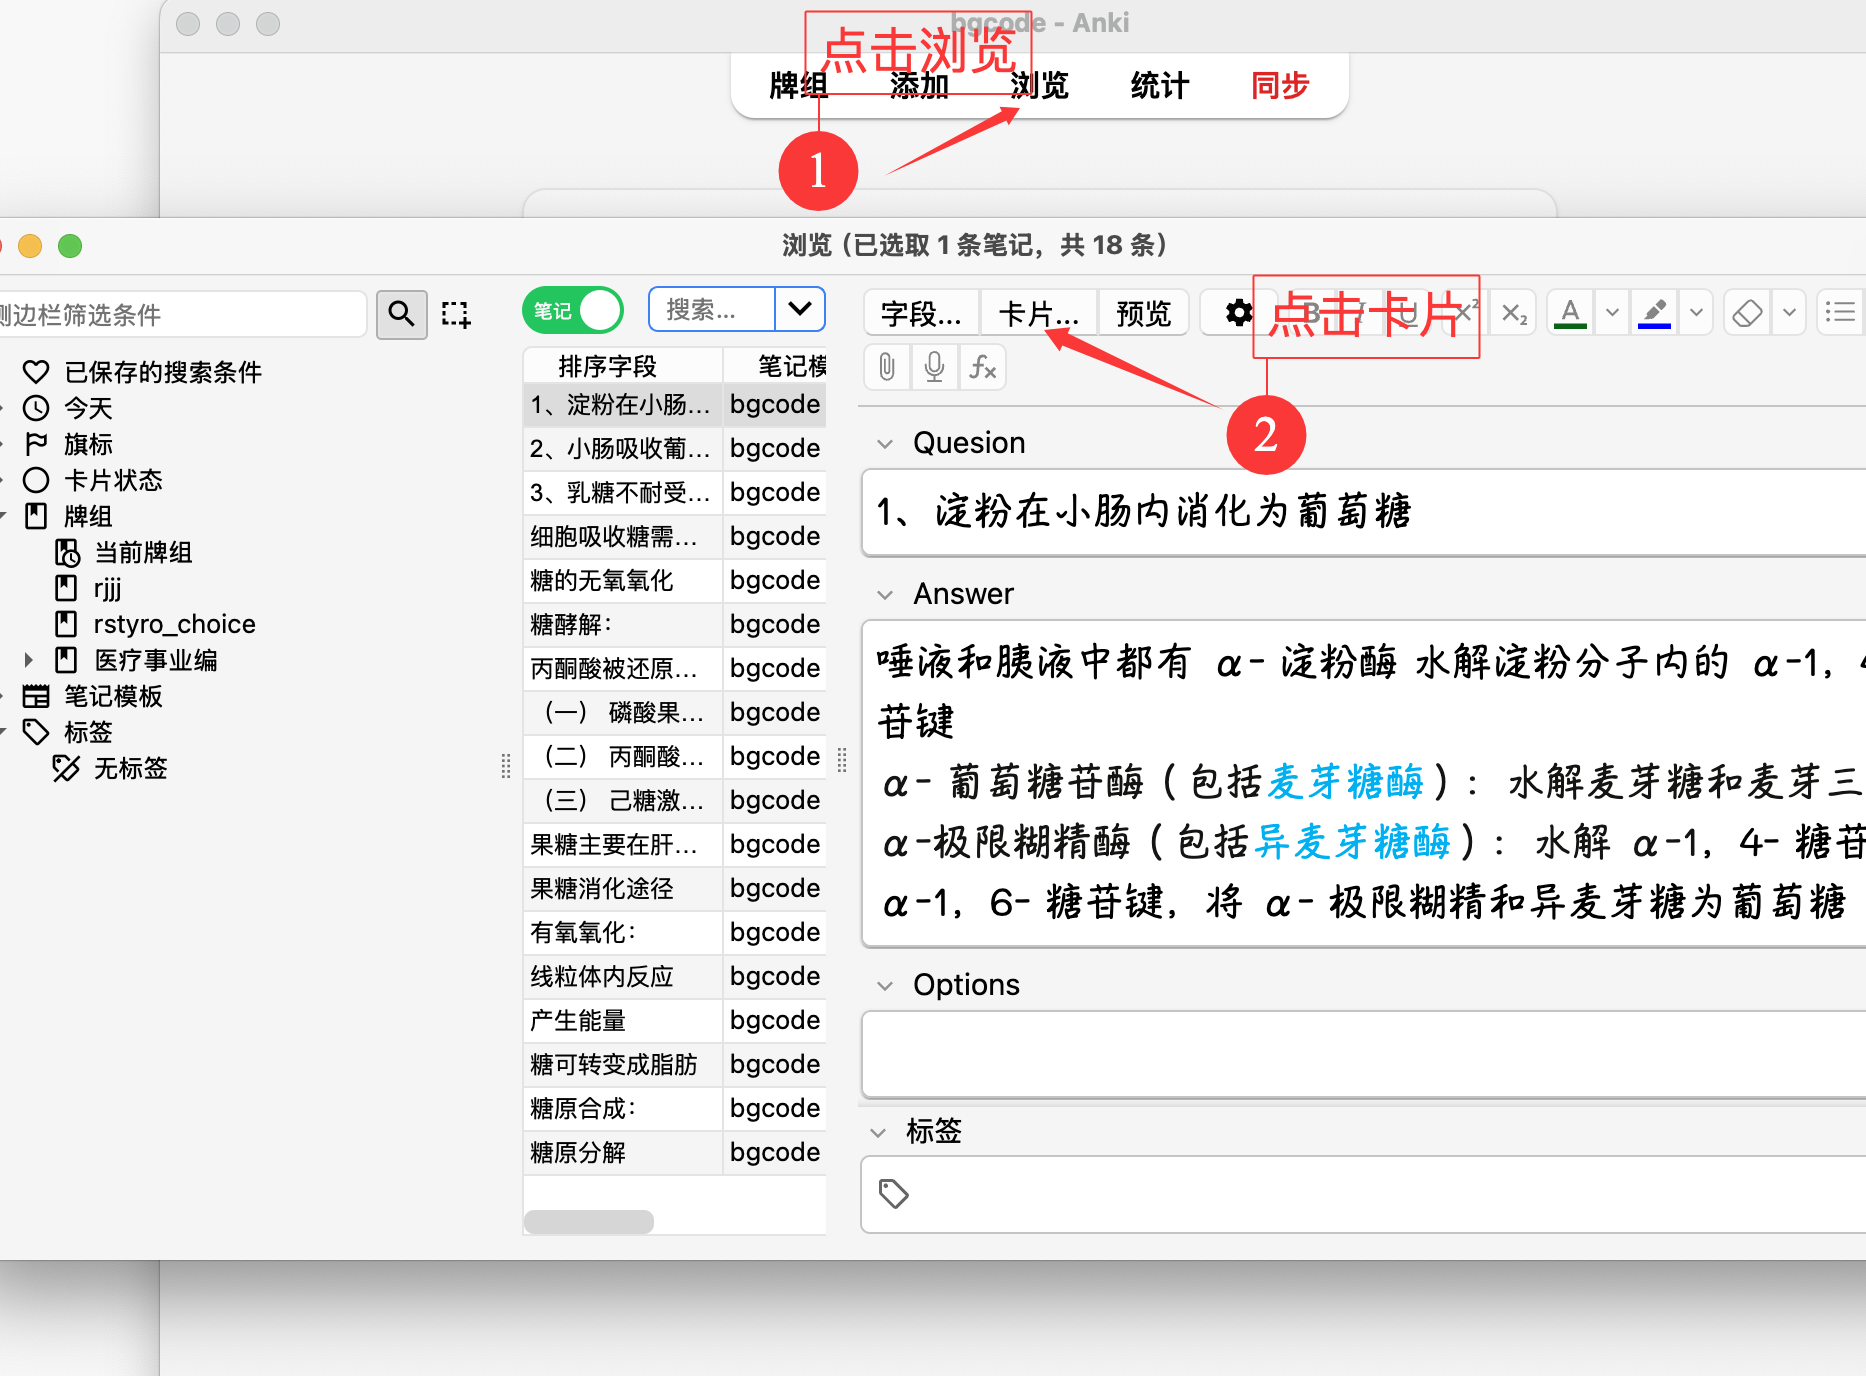 bgcode - Anki
点击浏览
牌组 添加 浏览 统计 同步
1
浏览（已选取 1 条笔记，共 18 条）
侧边栏筛选条件
笔记
搜索...
字段... 卡片... 预览
点击卡片
2
已保存的搜索条件
今天
旗标
卡片状态
牌组
当前牌组
rjjj
rstyro_choice
医疗事业编
笔记模板
标签
无标签
排序字段 笔记模
1、淀粉在小肠... bgcode
2、小肠吸收葡... bgcode
3、乳糖不耐受... bgcode
细胞吸收糖需... bgcode
糖的无氧氧化 bgcode
糖酵解： bgcode
丙酮酸被还原... bgcode
（一） 磷酸果... bgcode
（二） 丙酮酸... bgcode
（三） 己糖激... bgcode
果糖主要在肝... bgcode
果糖消化途径 bgcode
有氧氧化： bgcode
线粒体内反应 bgcode
产生能量 bgcode
糖可转变成脂肪 bgcode
糖原合成： bgcode
糖原分解 bgcode
Quesion
1、淀粉在小肠内消化为葡萄糖
Answer
唾液和胰液中都有 α- 淀粉酶 水解淀粉分子内的 α-1，4
苷键
α- 葡萄糖苷酶（包括麦芽糖酶）：水解麦芽糖和麦芽三
α-极限糊精酶（包括异麦芽糖酶）：水解 α-1，4- 糖苷
α-1，6- 糖苷键，将 α- 极限糊精和异麦芽糖为葡萄糖
Options
标签